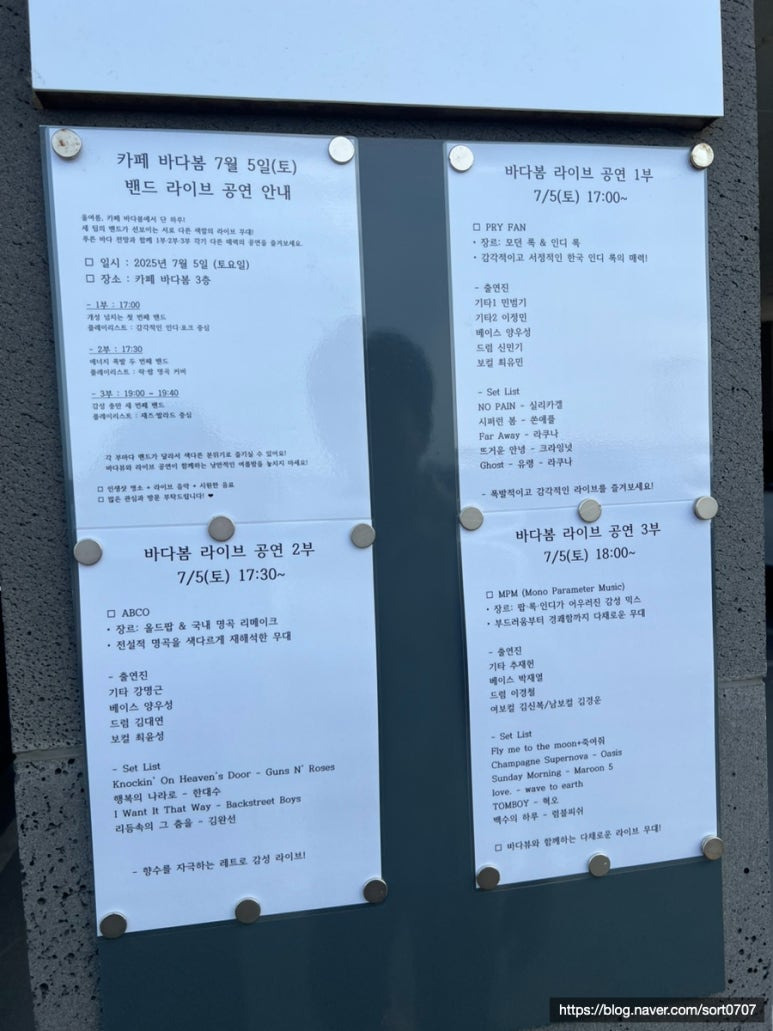 카페 바다봄 7월 5일(토)
밴드 라이브 공연 안내
올여름, 카페 바다봄에서 단 하루!
세 팀의 밴드가 선보이는 서로 다른 색깔의 라이브 무대!
푸른 바다 전망과 함께 1부·2부·3부 각기 다른 매력의 공연을 즐겨보세요.
□ 일시 : 2025년 7월 5일 (토요일)
□ 장소 : 카페 바다봄 3층
- 1부 : 17:00
개성 넘치는 첫 번째 밴드
플레이리스트 : 감각적인 인디·포크 중심
- 2부 : 17:30
에너지 폭발 두 번째 밴드
플레이리스트 : 락·팝 명곡 커버
- 3부 : 19:00 ~ 19:40
감성 충만 세 번째 밴드
플레이리스트 : 재즈·발라드 중심
각 부마다 밴드가 달라서 색다른 분위기로 즐기실 수 있어요!
바다뷰와 라이브 공연이 함께하는 낭만적인 여름밤을 놓치지 마세요!
□ 인생샷 명소 + 라이브 음악 + 시원한 음료
□ 많은 관심과 방문 부탁드립니다! ♥
바다봄 라이브 공연 1부
7/5(토) 17:00~
□ PRY FAN
· 장르: 모던 록 & 인디 록
· 감각적이고 서정적인 한국 인디 록의 매력!
- 출연진
기타1 민범기
기타2 이정민
베이스 양우성
드럼 신민기
보컬 최유민
- Set List
NO PAIN - 실리카겔
시퍼런 봄 - 쏜애플
Far Away - 라쿠나
뜨거운 안녕 - 크라잉넛
Ghost - 유령 - 라쿠나
- 폭발적이고 감각적인 라이브를 즐겨보세요!
바다봄 라이브 공연 2부
7/5(토) 17:30~
□ ABCO
· 장르: 올드팝 & 국내 명곡 리메이크
· 전설적 명곡을 색다르게 재해석한 무대
- 출연진
기타 강명근
베이스 양우성
드럼 김대연
보컬 최윤성
- Set List
Knockin' On Heaven's Door - Guns N' Roses
행복의 나라로 - 한대수
I Want It That Way - Backstreet Boys
리듬속의 그 춤을 - 김완선
- 향수를 자극하는 레트로 감성 라이브!
바다봄 라이브 공연 3부
7/5(토) 18:00~
□ MPM (Mono Parameter Music)
· 장르: 팝·록·인디가 어우러진 감성 믹스
· 부드러움부터 경쾌함까지 다채로운 무대
- 출연진
기타 추재헌
베이스 박재열
드럼 이경철
여보컬 김신복/남보컬 김경운
- Set List
Fly me to the moon+죽여줘
Champagne Supernova - Oasis
Sunday Morning - Maroon 5
love. - wave to earth
TOMBOY - 혁오
백수의 하루 - 럼블피쉬
□ 바다뷰와 함께하는 다채로운 라이브 무대!
https://blog.naver.com/sort0707